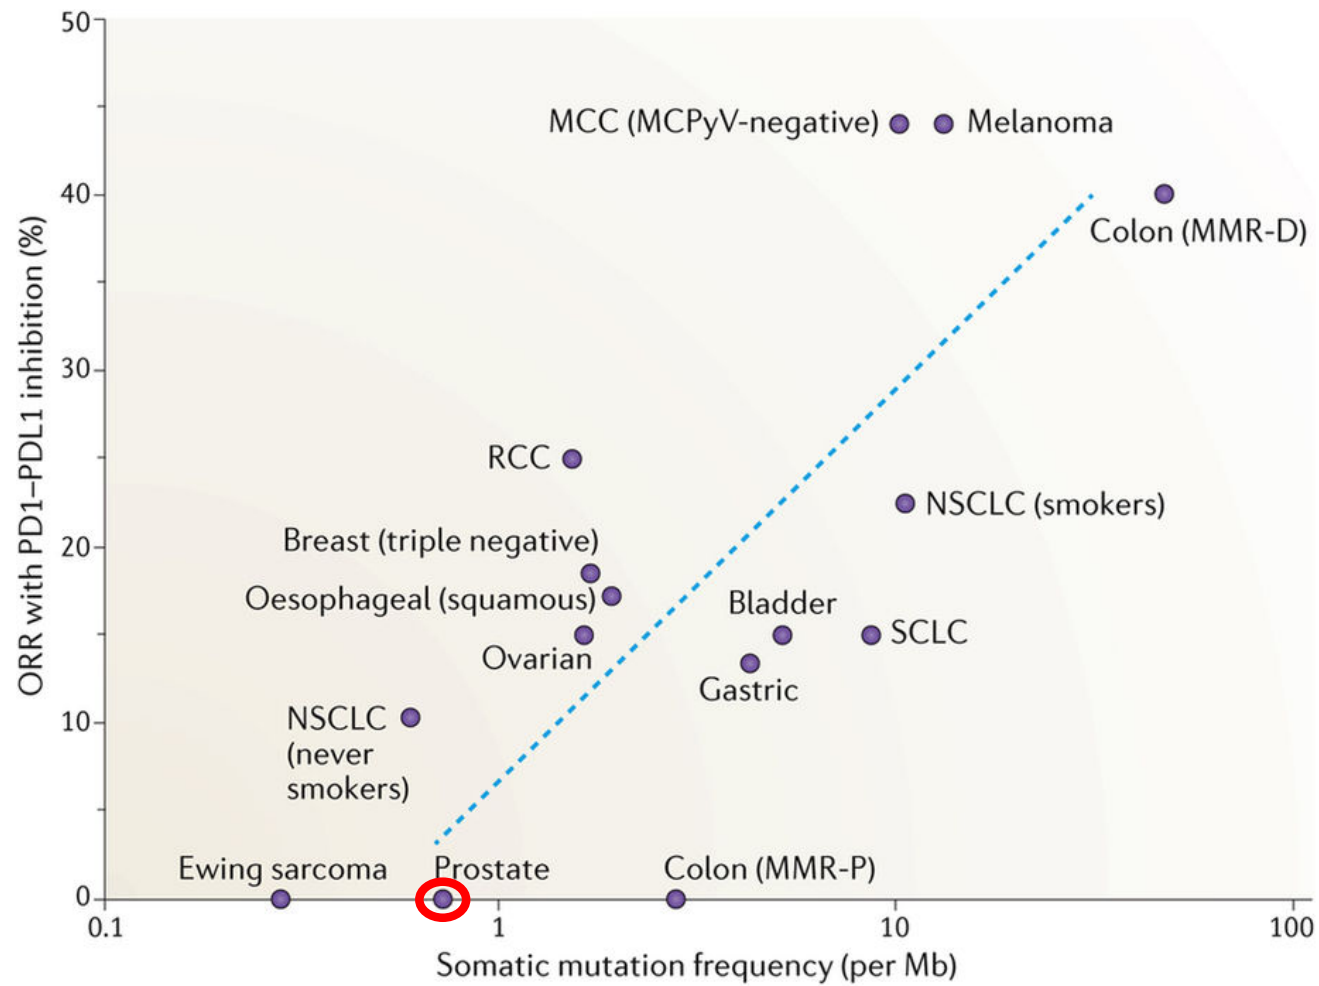 50
MCC (MCPyV-negative)
Melanoma
40
Colon (MMR-D)
ORR with PD1–PDL1 inhibition (%)
30
RCC
NSCLC (smokers)
Breast (triple negative)
20
Oesophageal (squamous)
Bladder
SCLC
Ovarian
Gastric
10
NSCLC
(never
smokers)
Ewing sarcoma
Prostate
Colon (MMR-P)
0
0.1
1
10
100
Somatic mutation frequency (per Mb)